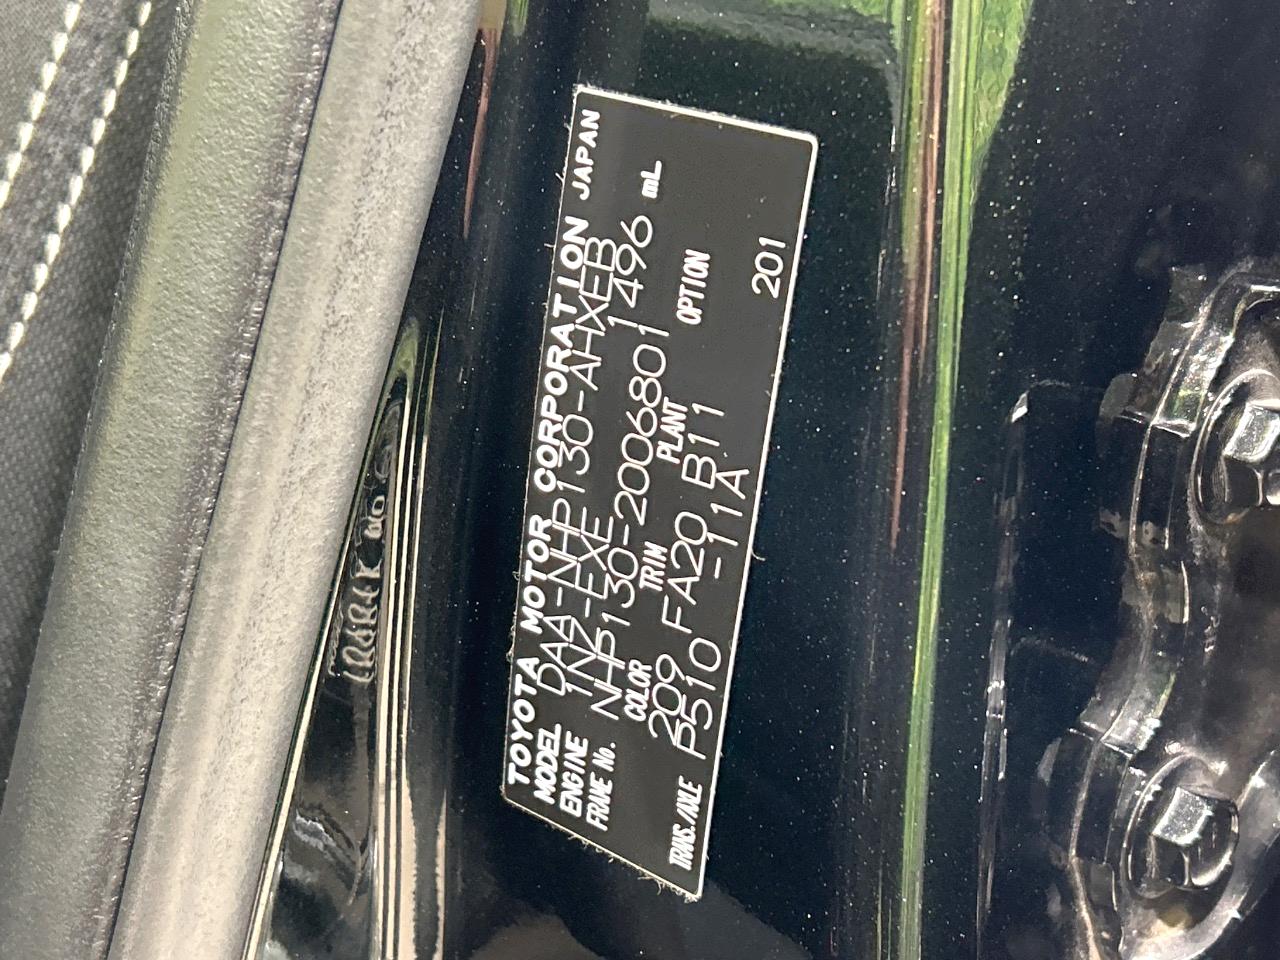 TOYOTA MOTOR CORPORATION JAPAN
MODEL DAA-NHP130-AHXEB
ENGINE 1NZ-EXE 1496 mL
FRAME No. NHP130-2006801
COLOR TRIM PLANT OPTION
209 FA20 B11
TRANS./AXLE P510 -11A 201